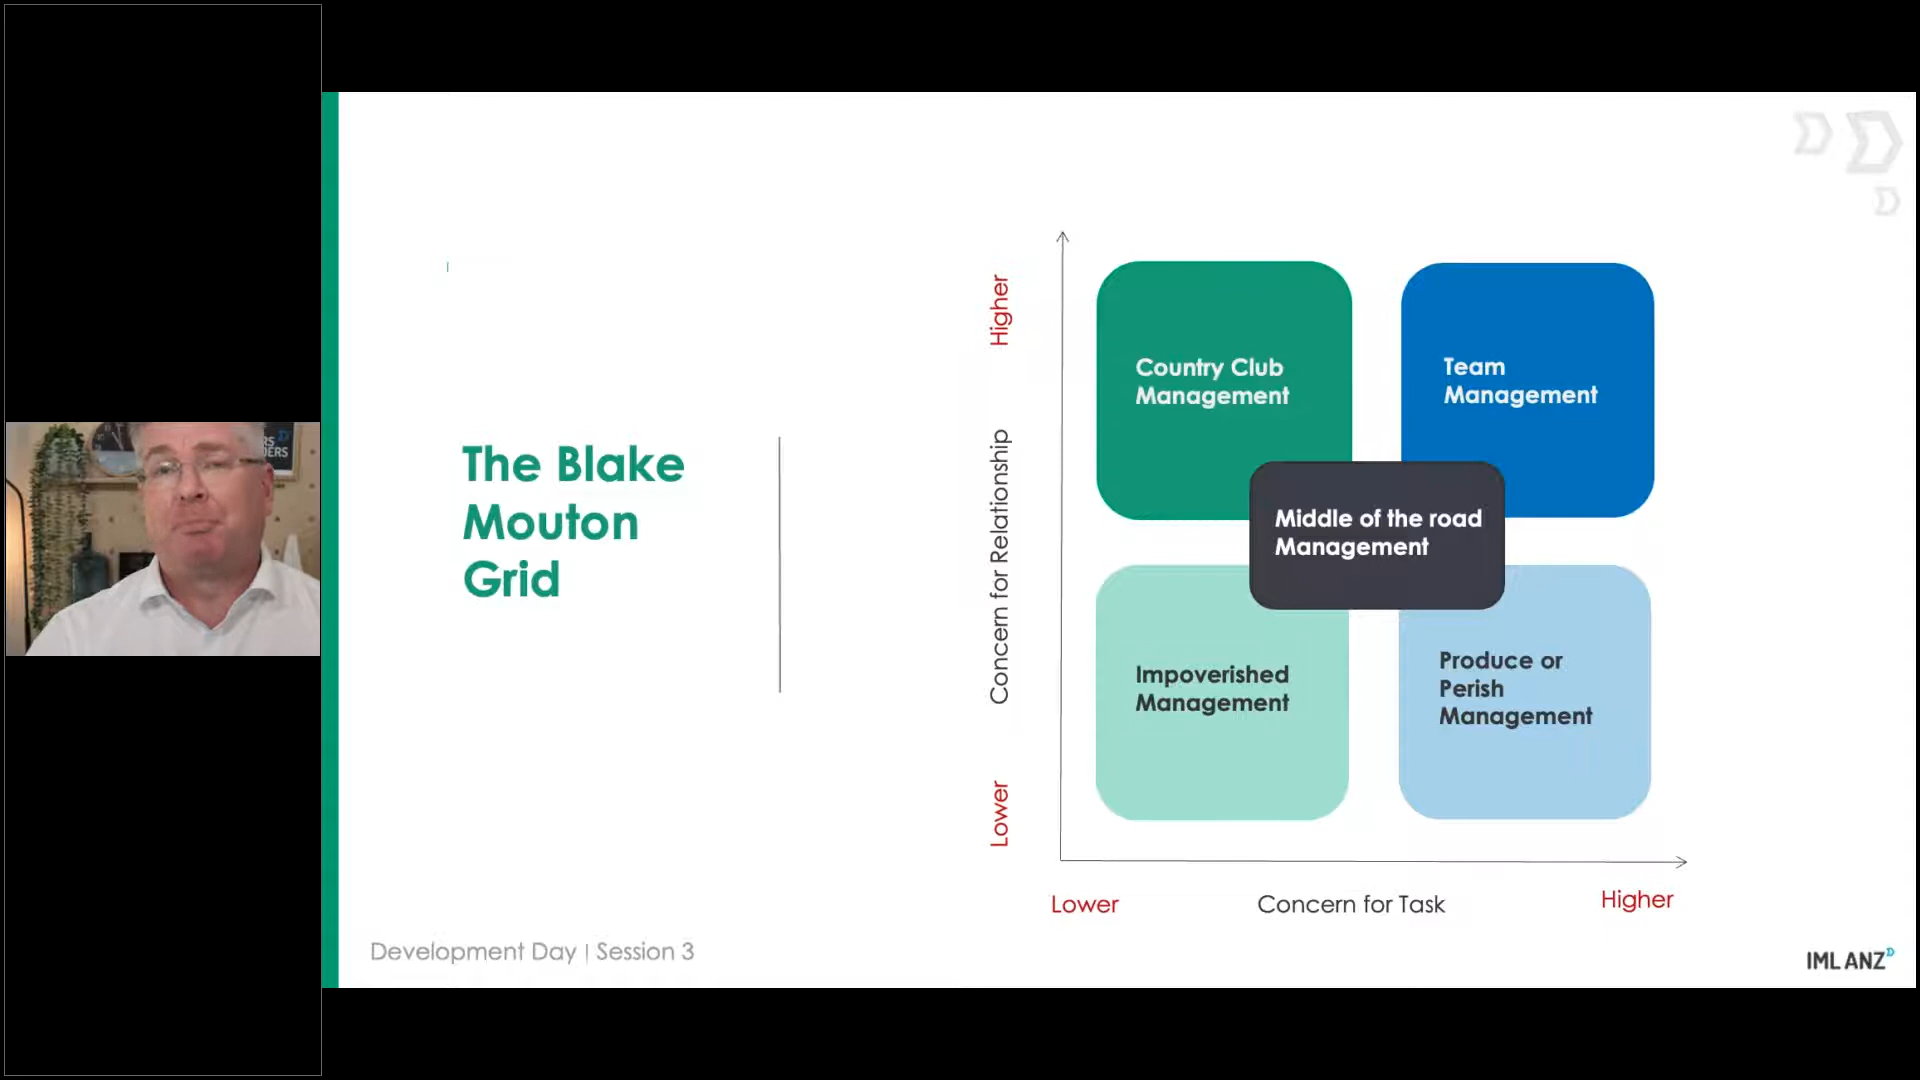 The Blake
Mouton
Grid
Higher
Concern for Relationship
Lower
Country Club
Management
Team
Management
Middle of the road
Management
Impoverished
Management
Produce or
Perish
Management
Lower
Concern for Task
Higher
Development Day | Session 3
IML ANZ